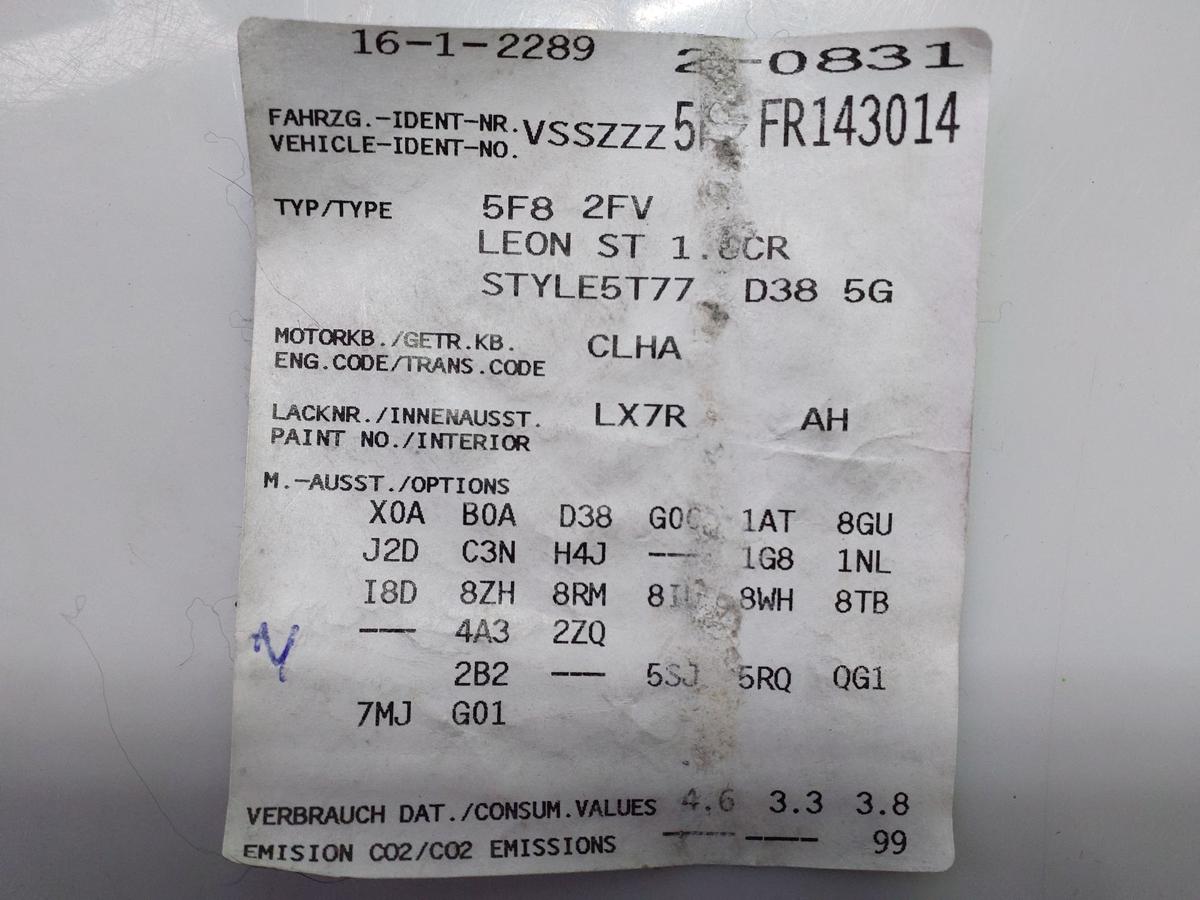 16-1-2289 -0831
FAHRZG.-IDENT-NR.
VEHICLE-IDENT-NO. VSSZZZ FR143014
TYP/TYPE 5F8 2FV
LEON ST
STYLE5T77 D38 5G
MOTORKB./GETR.KB.
ENG.CODE/TRANS.CODE CLHA
LACKNR./INNENAUSST. LX7R AH
PAINT NO./INTERIOR
M.-AUSST./OPTIONS
X0A B0A D38 1AT 8GU
J2D C3N H4J --- 1G8 1NL
I8D 8ZH 8RM 8WH 8TB
--- 4A3 2ZQ
2B2 --- 5SJ 5RQ QG1
7MJ G01
VERBRAUCH DAT./CONSUM.VALUES 4.6 3.3 3.8
EMISION CO2/CO2 EMISSIONS ---- ---- 99